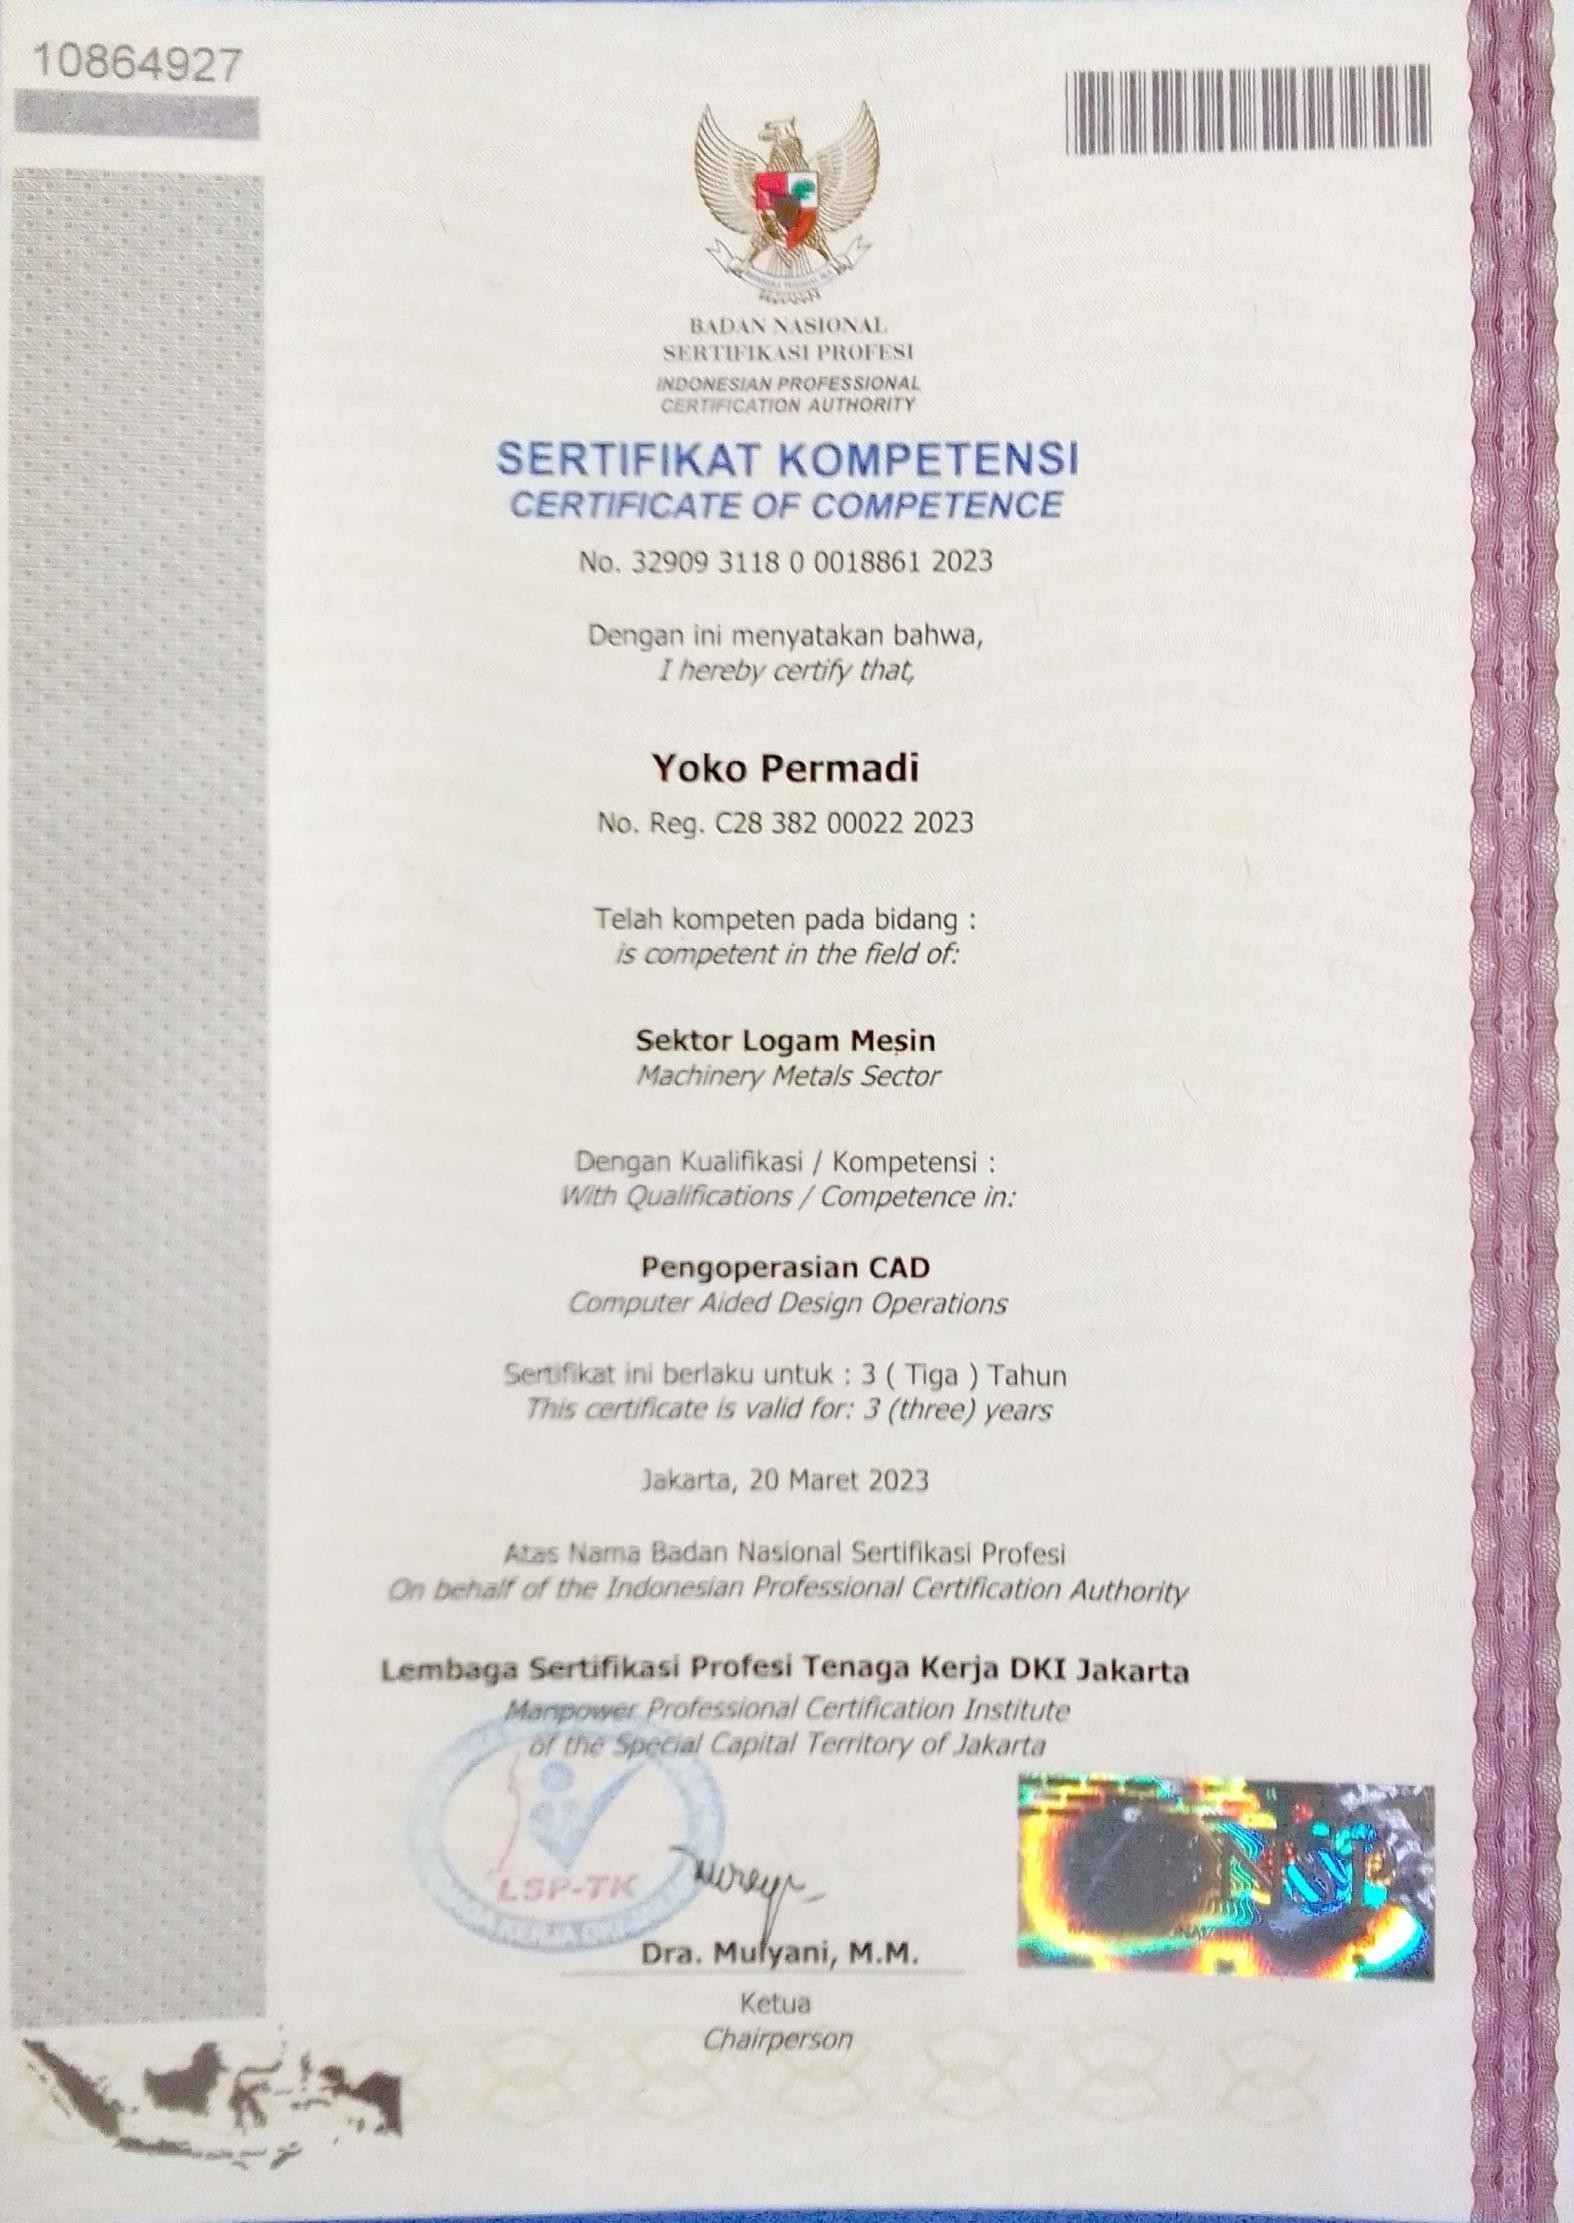 10864927
BADAN NASIONAL
SERTIFIKASI PROFESI
INDONESIAN PROFESSIONAL
CERTIFICATION AUTHORITY
SERTIFIKAT KOMPETENSI
CERTIFICATE OF COMPETENCE
No. 32909 3118 0 0018861 2023
Dengan ini menyatakan bahwa,
I hereby certify that,
Yoko Permadi
No. Reg. C28 382 00022 2023
Telah kompeten pada bidang :
is competent in the field of:
Sektor Logam Mesin
Machinery Metals Sector
Dengan Kualifikasi / Kompetensi :
With Qualifications / Competence in:
Pengoperasian CAD
Computer Aided Design Operations
Sertifikat ini berlaku untuk : 3 ( Tiga ) Tahun
This certificate is valid for: 3 (three) years
Jakarta, 20 Maret 2023
Atas Nama Badan Nasional Sertifikasi Profesi
On behalf of the Indonesian Professional Certification Authority
Lembaga Sertifikasi Profesi Tenaga Kerja DKI Jakarta
Manpower Professional Certification Institute
of the Special Capital Territory of Jakarta
LSP-TK
Dra. Mulyani, M.M.
Ketua
Chairperson